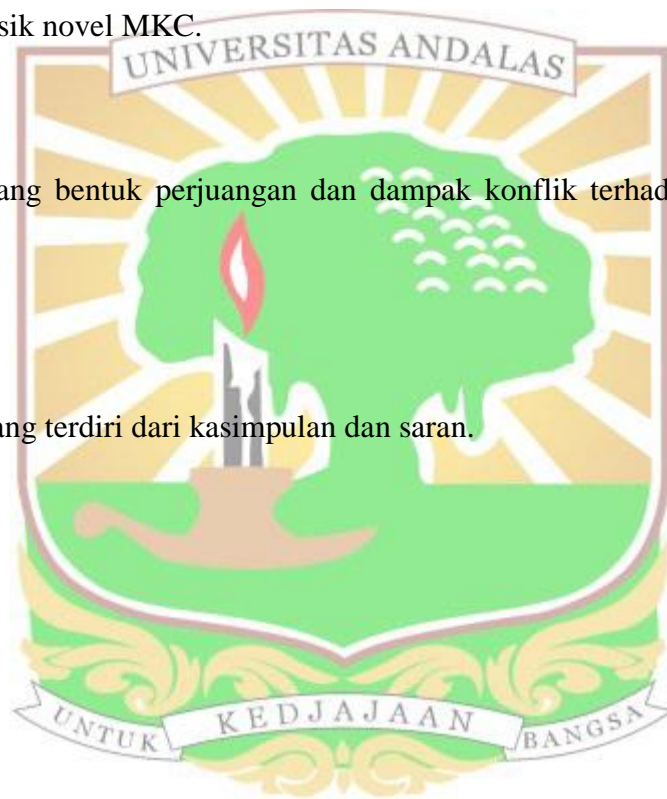 sik novel MKC.
UNIVERSITAS ANDALAS
ang bentuk perjuangan dan dampak konflik terhad
ang terdiri dari kasimpulan dan saran.
UNTUK KEDJAJAAN BANGSA